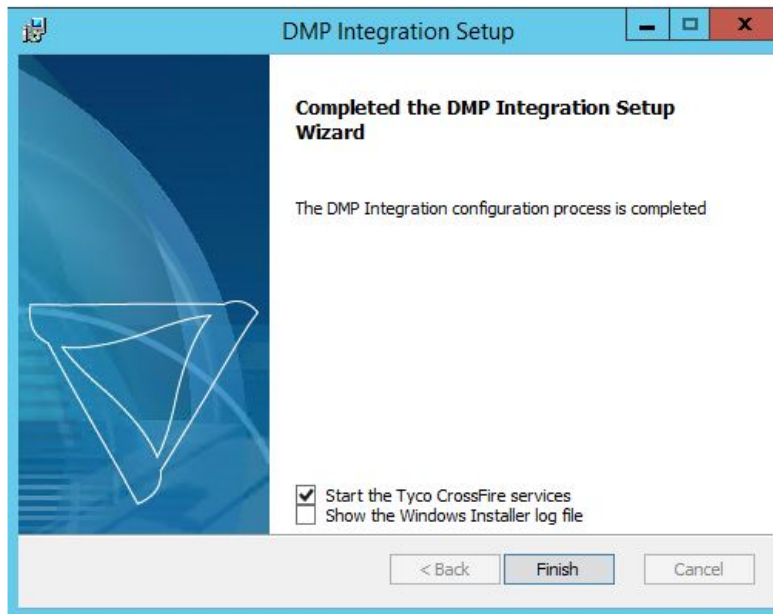 DMP Integration Setup
Completed the DMP Integration Setup
Wizard
The DMP Integration configuration process is completed
Start the Tyco CrossFire services
Show the Windows Installer log file
< Back
Finish
Cancel